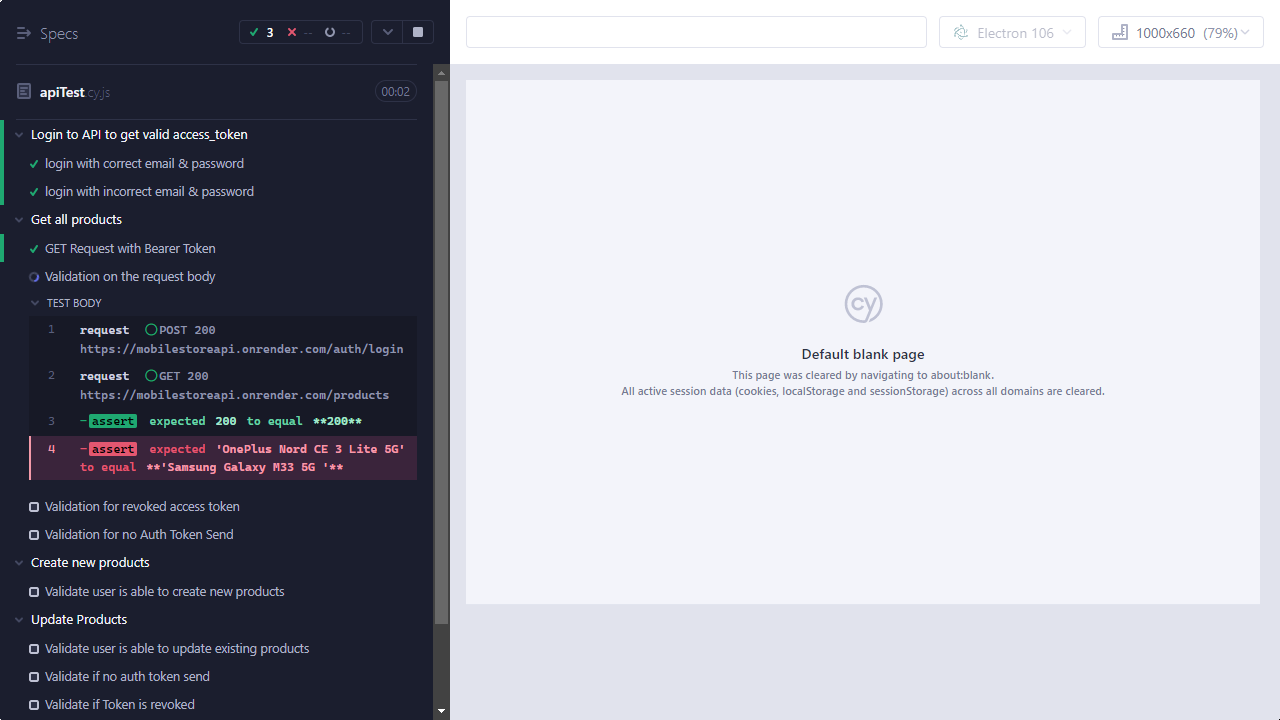 Specs
3 -- --
apiTest.cy.js
00:02
Login to API to get valid access_token
login with correct email & password
login with incorrect email & password
Get all products
GET Request with Bearer Token
Validation on the request body
TEST BODY
1 request POST 200
https://mobilestoreapi.onrender.com/auth/login
2 request GET 200
https://mobilestoreapi.onrender.com/products
3 -assert expected 200 to equal **200**
4 -assert expected 'OnePlus Nord CE 3 Lite 5G'
to equal **'Samsung Galaxy M33 5G '**
Validation for revoked access token
Validation for no Auth Token Send
Create new products
Validate user is able to create new products
Update Products
Validate user is able to update existing products
Validate if no auth token send
Validate if Token is revoked
Electron 106
1000x660 (79%)
cy
Default blank page
This page was cleared by navigating to about:blank.
All active session data (cookies, localStorage and sessionStorage) across all domains are cleared.